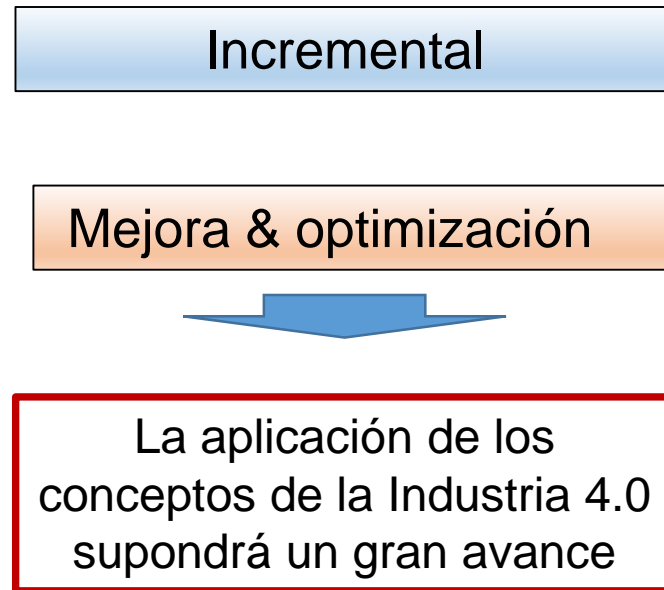 Incremental
Mejora & optimización
La aplicación de los
conceptos de la Industria 4.0
supondrá un gran avance